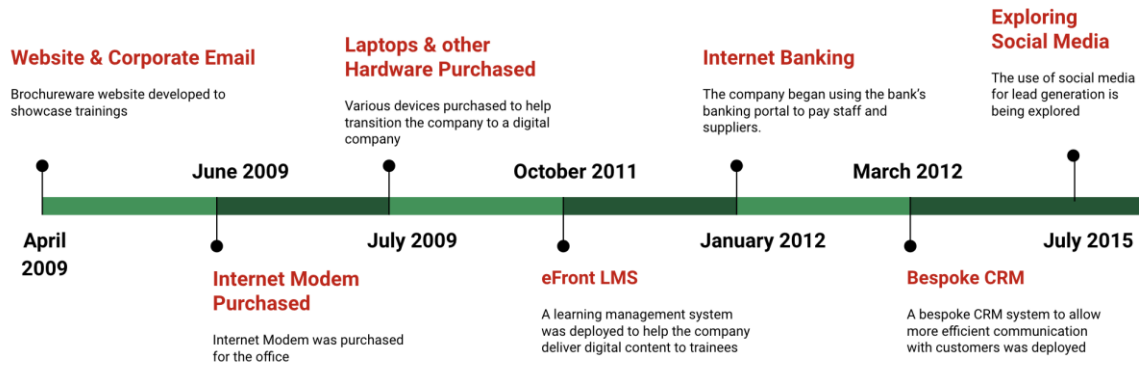 Website & Corporate Email
Brochureware website developed to
showcase trainings
April
2009
June 2009
Internet Modem
Purchased
Internet Modem was purchased
for the office
Laptops & other
Hardware Purchased
Various devices purchased to help
transition the company to a digital
company
July 2009
October 2011
eFront LMS
A learning management system
was deployed to help the company
deliver digital content to trainees
Internet Banking
The company began using the bank's
banking portal to pay staff and
suppliers.
January 2012
March 2012
Bespoke CRM
A bespoke CRM system to allow
more efficient communication
with customers was deployed
Exploring
Social Media
The use of social media
for lead generation is
being explored
July 2015